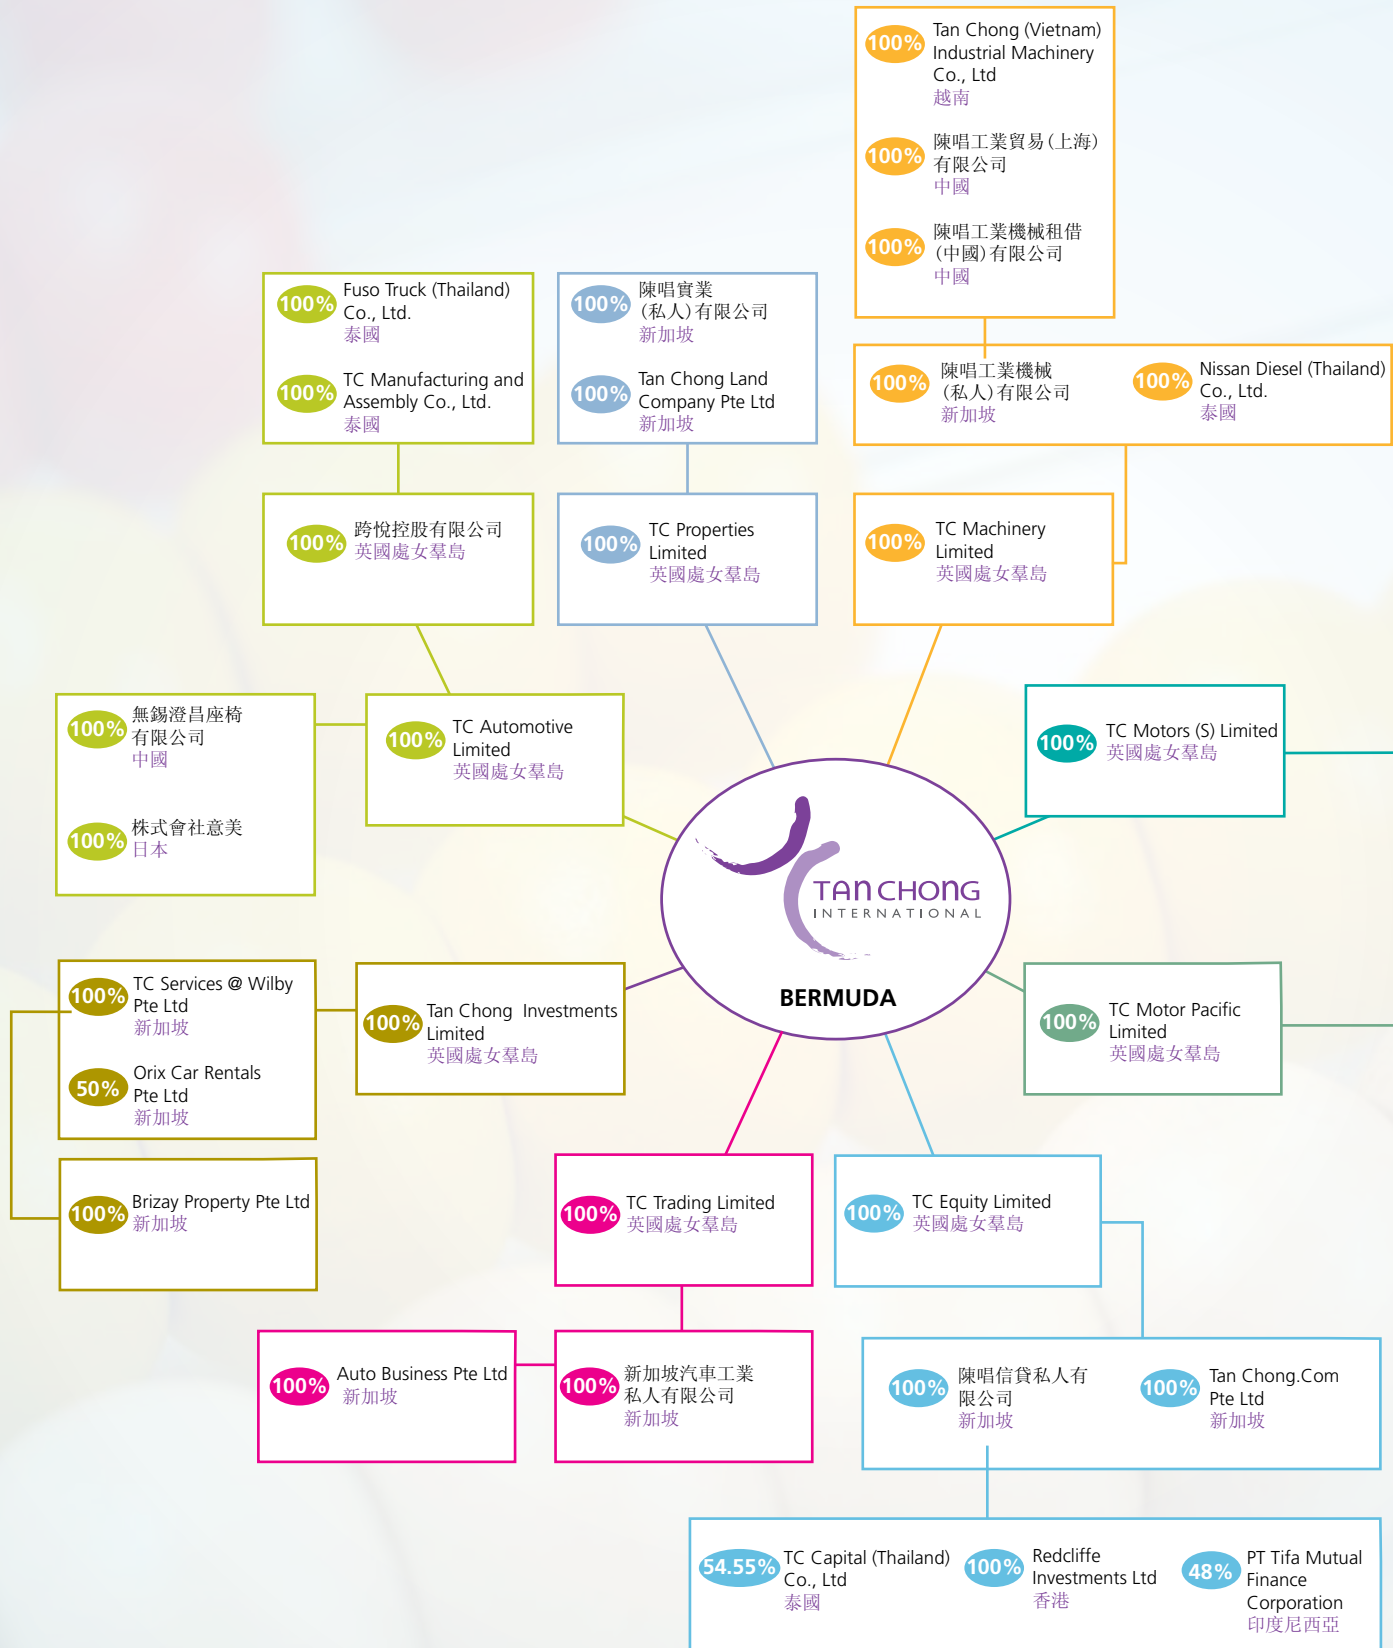 100%
Tan Chong (Vietnam)
Industrial Machinery
Co., Ltd
越南
100%
陳唱工業貿易(上海)
有限公司
中國
100%
陳唱工業機械租借
(中國)有限公司
中國
100%
Fuso Truck (Thailand)
Co., Ltd.
泰國
100%
TC Manufacturing and
Assembly Co., Ltd.
泰國
100%
陳唱實業
(私人)有限公司
新加坡
100%
Tan Chong Land
Company Pte Ltd
新加坡
100%
陳唱工業機械
(私人)有限公司
新加坡
100%
Nissan Diesel (Thailand)
Co., Ltd.
泰國
100%
跨悅控股有限公司
英國處女羣島
100%
TC Properties
Limited
英國處女羣島
100%
TC Machinery
Limited
英國處女羣島
100%
無錫澄昌座椅
有限公司
中國
100%
株式會社意美
日本
100%
TC Automotive
Limited
英國處女羣島
100%
TC Motors (S) Limited
英國處女羣島
TAN CHONG
INTERNATIONAL
BERMUDA
100%
TC Services @ Wilby
Pte Ltd
新加坡
50%
Orix Car Rentals
Pte Ltd
新加坡
100%
Tan Chong Investments
Limited
英國處女羣島
100%
TC Motor Pacific
Limited
英國處女羣島
100%
Brizay Property Pte Ltd
新加坡
100%
TC Trading Limited
英國處女羣島
100%
TC Equity Limited
英國處女羣島
100%
Auto Business Pte Ltd
新加坡
100%
新加坡汽車工業
私人有限公司
新加坡
100%
陳唱信貸私人有
限公司
新加坡
100%
Tan Chong.Com
Pte Ltd
新加坡
54.55%
TC Capital (Thailand)
Co., Ltd
泰國
100%
Redcliffe
Investments Ltd
香港
48%
PT Tifa Mutual
Finance
Corporation
印度尼西亞